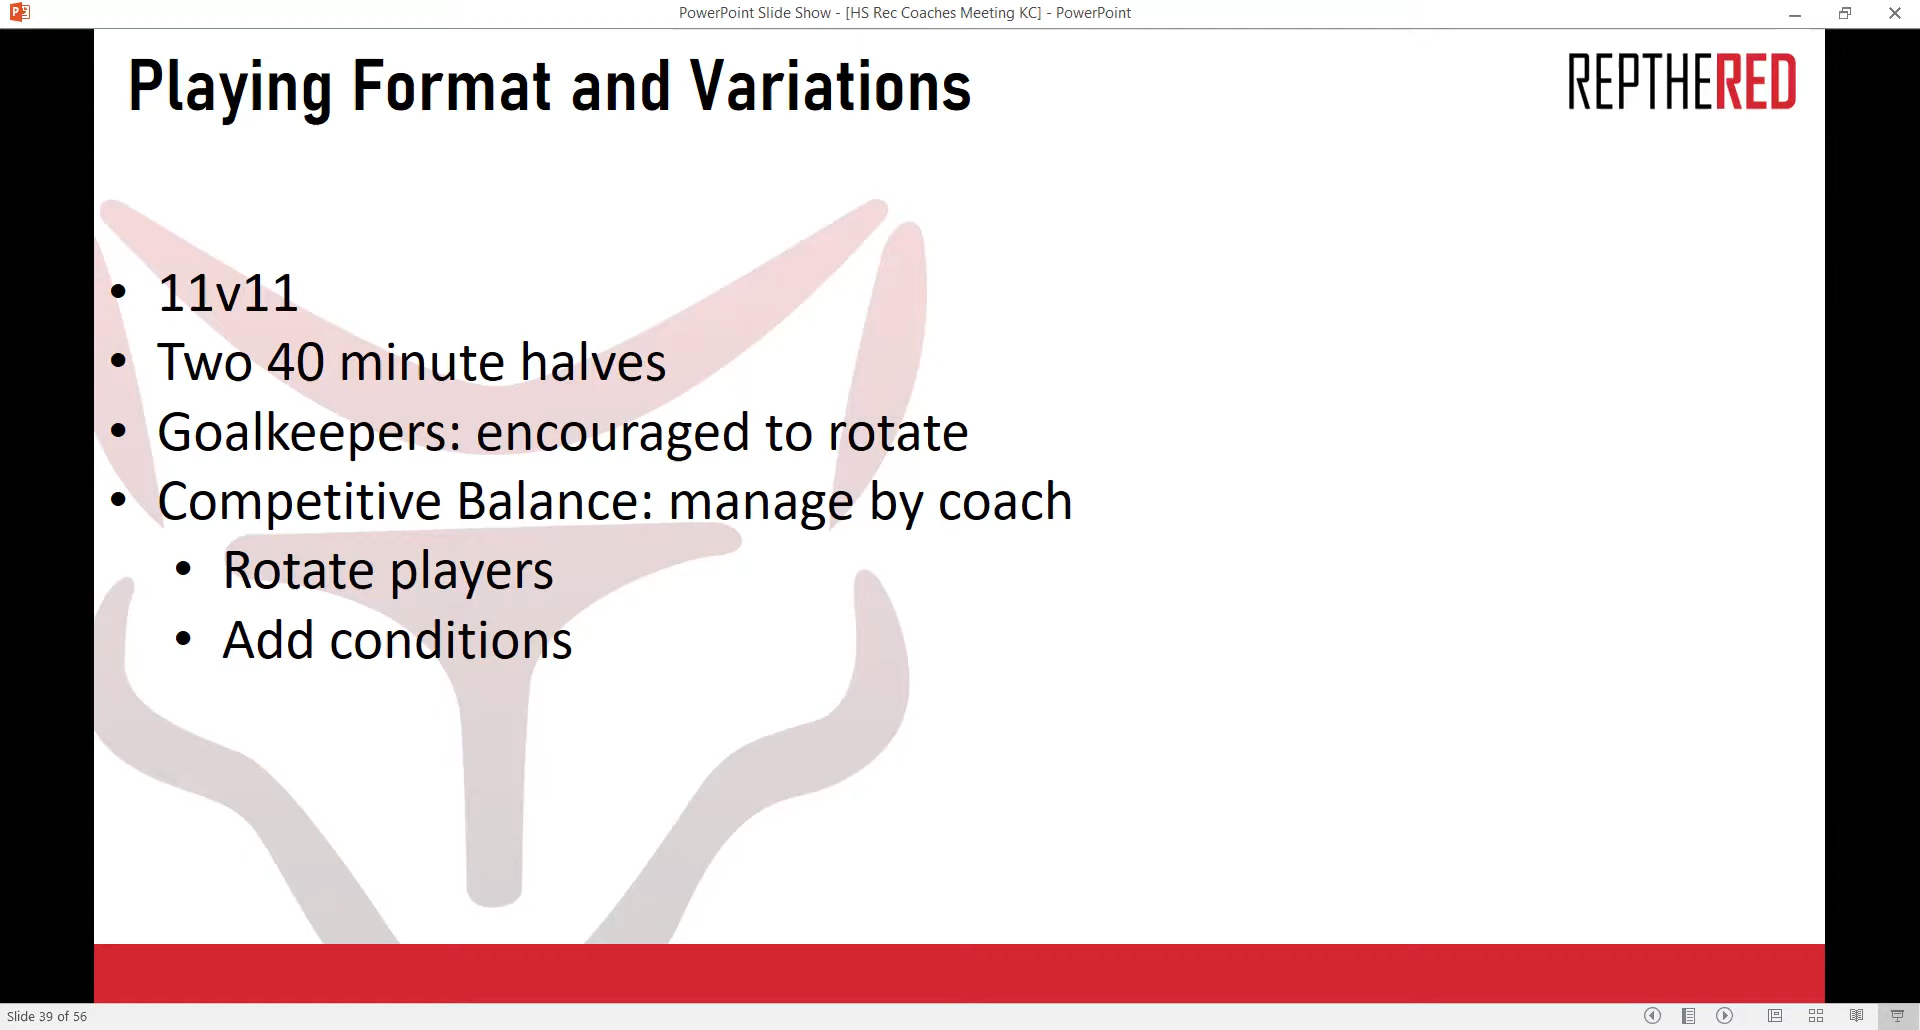 PowerPoint Slide Show - [HS Rec Coaches Meeting KC] - PowerPoint
Playing Format and Variations
REPTHERED
• 11v11
• Two 40 minute halves
• Goalkeepers: encouraged to rotate
• Competitive Balance: manage by coach
• Rotate players
• Add conditions
Slide 39 of 56